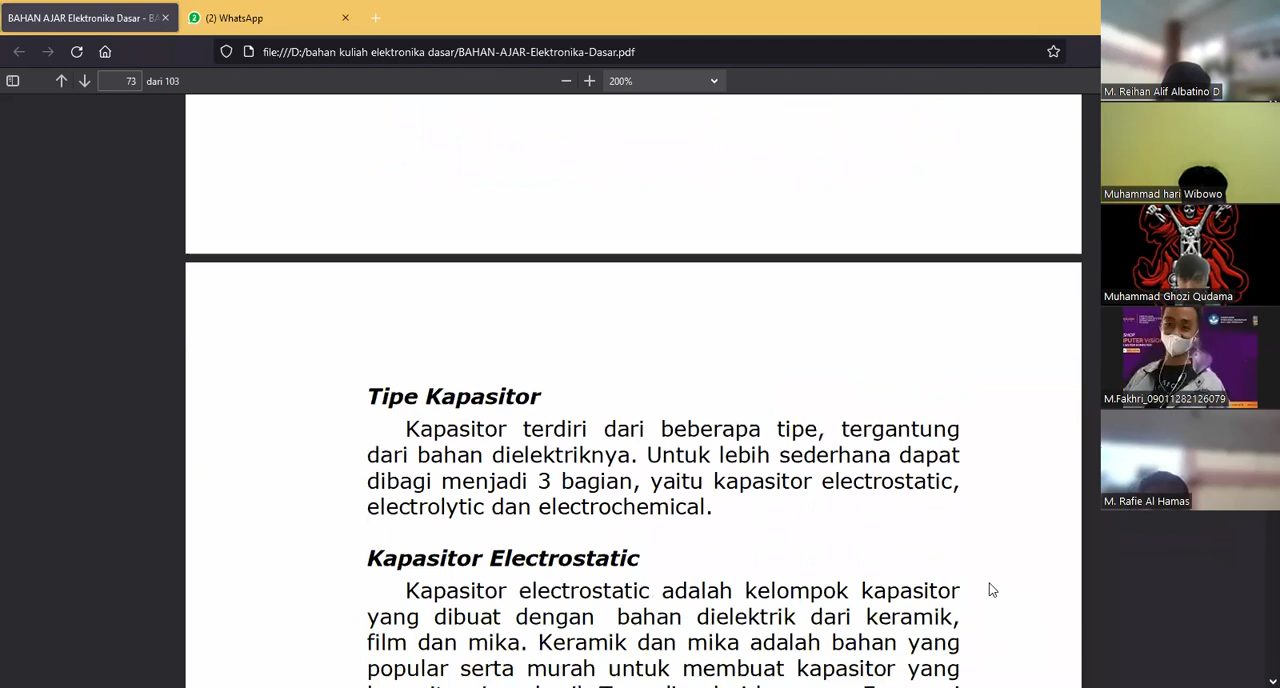 BAHAN AJAR Elektronika Dasar - BA
2
(2) WhatsApp
file:///D:/bahan kuliah elektronika dasar/BAHAN-AJAR-Elektronika-Dasar.pdf
73 dari 103
200%
Tipe Kapasitor
Kapasitor terdiri dari beberapa tipe, tergantung
dari bahan dielektriknya. Untuk lebih sederhana dapat
dibagi menjadi 3 bagian, yaitu kapasitor electrostatic,
electrolytic dan electrochemical.
Kapasitor Electrostatic
Kapasitor electrostatic adalah kelompok kapasitor
yang dibuat dengan bahan dielektrik dari keramik,
film dan mika. Keramik dan mika adalah bahan yang
popular serta murah untuk membuat kapasitor yang
M. Reihan Alif Albatino D
Muhammad hari Wibowo
Muhammad Ghozi Qudama
M.Fakhri_09011282126079
M. Rafie Al Hamas